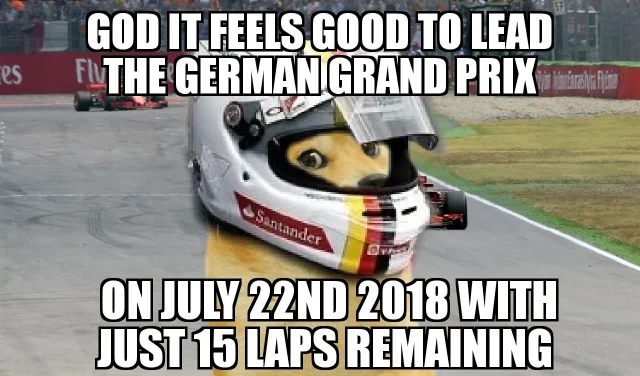 GOD IT FEELS GOOD TO LEAD
THE GERMAN GRAND PRIX
Santander
ON JULY 22ND 2018 WITH
JUST 15 LAPS REMAINING